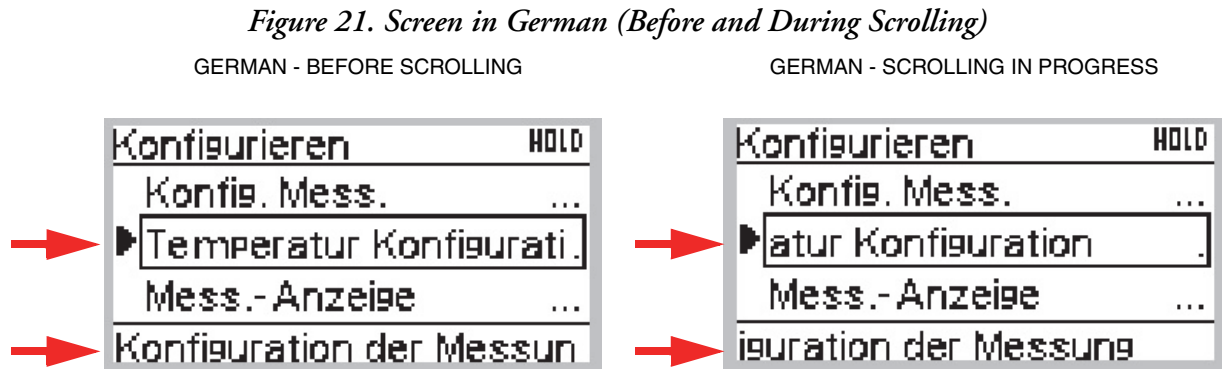 Figure 21. Screen in German (Before and During Scrolling)
GERMAN - BEFORE SCROLLING
Konfigurieren HOLD
Konfig. Mess. ...
Temperatur Konfigurati.
Mess.-Anzeige ...
Konfiguration der Messun
GERMAN - SCROLLING IN PROGRESS
Konfigurieren HOLD
Konfig. Mess. ...
atur Konfiguration .
Mess.-Anzeige ...
iguration der Messung